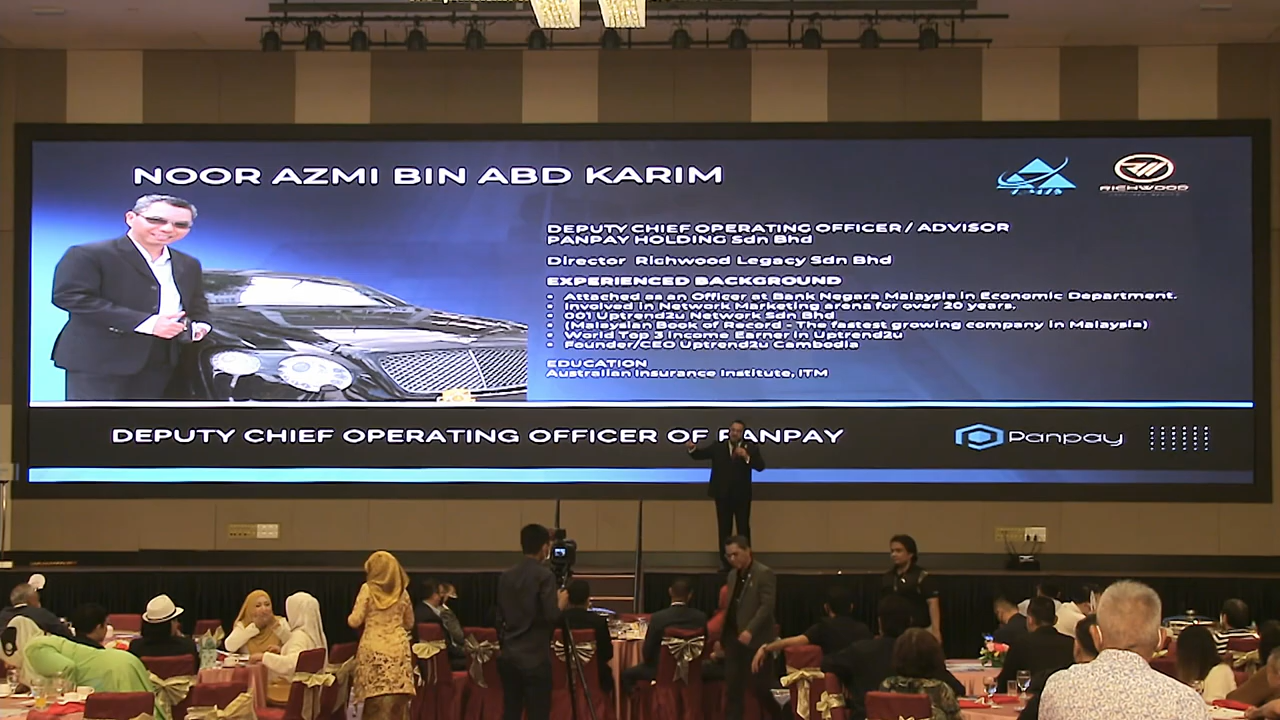 NOOR AZMI BIN ABD KARIM
RICHWOOD
DEPUTY CHIEF OPERATING OFFICER / ADVISOR
PANPAY HOLDING Sdn Bhd
Director Richwood Legacy Sdn Bhd
EXPERIENCED BACKGROUND
• Attached as an Officer at Bank Negara Malaysia in Economic Department.
• Involved in Network Marketing arena for over 20 years.
• 001 Uptrend2u Network Sdn Bhd
• (Malaysian Book of Record - The fastest growing company in Malaysia)
• World Top 3 Income Earner in Uptrend2u
• Founder/CEO Uptrend2u Cambodia
EDUCATION
Australian Insurance Institute, ITM
DEPUTY CHIEF OPERATING OFFICER OF PANPAY
Panpay